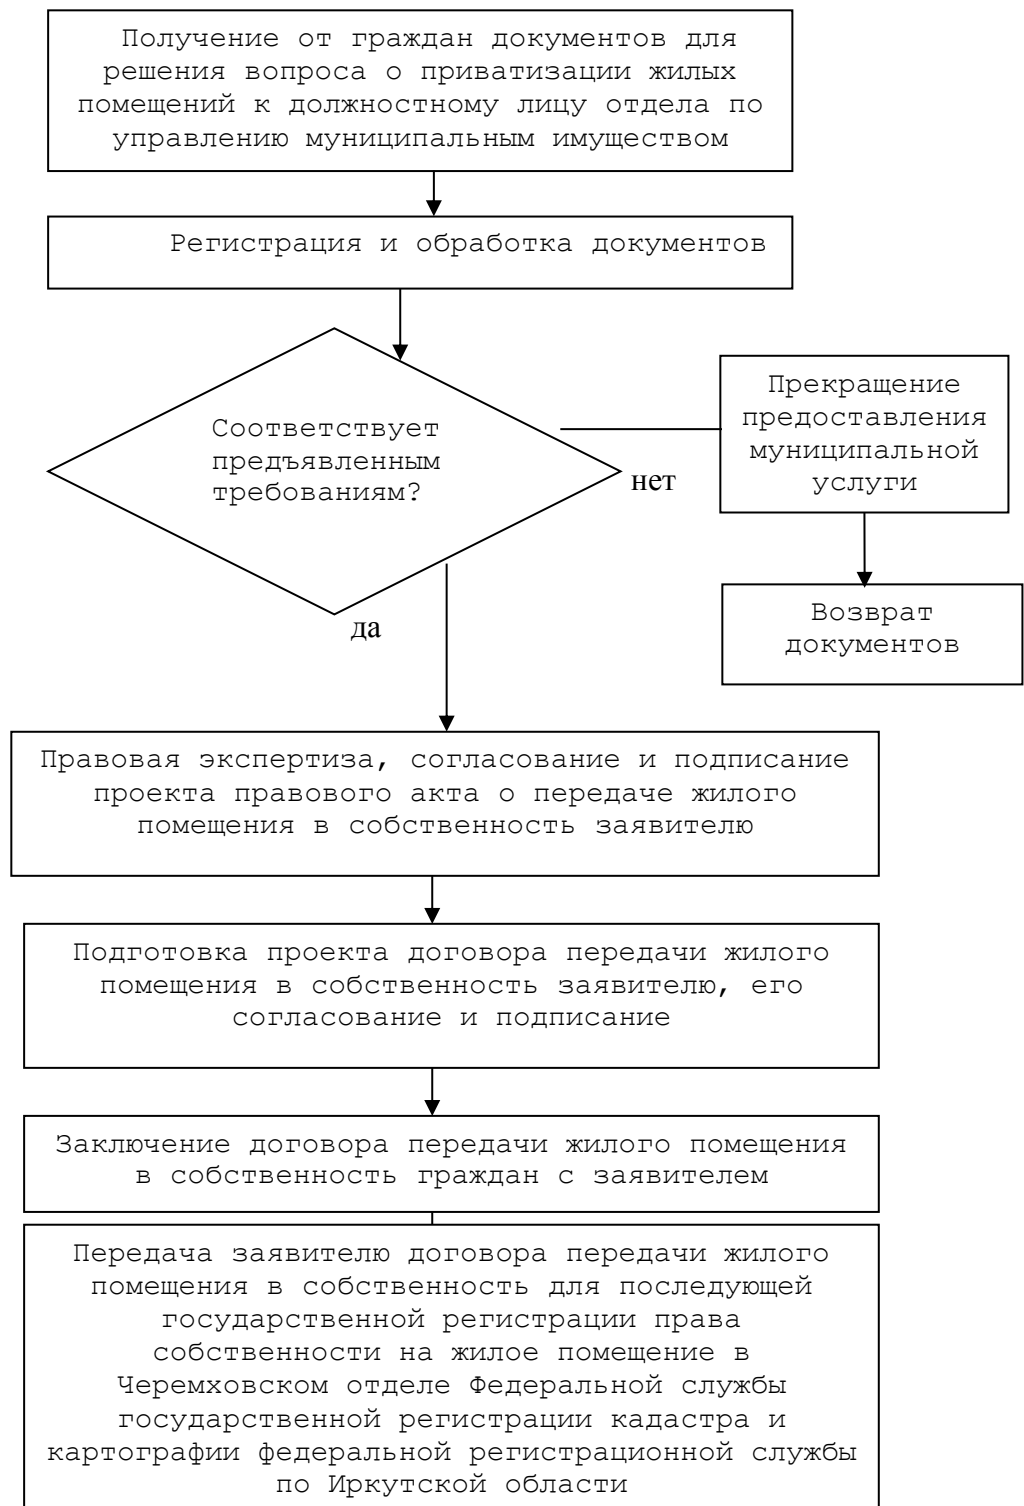 Получение от граждан документов для
решения вопроса о приватизации жилых
помещений к должностному лицу отдела по
управлению муниципальным имуществом
Регистрация и обработка документов
Соответствует
предъявленным
требованиям?
нет
Прекращение
предоставления
муниципальной
услуги
Возврат
документов
да
Правовая экспертиза, согласование и подписание
проекта правового акта о передаче жилого
помещения в собственность заявителю
Подготовка проекта договора передачи жилого
помещения в собственность заявителю, его
согласование и подписание
Заключение договора передачи жилого помещения
в собственность граждан с заявителем
Передача заявителю договора передачи жилого
помещения в собственность для последующей
государственной регистрации права
собственности на жилое помещение в
Черемховском отделе Федеральной службы
государственной регистрации кадастра и
картографии федеральной регистрационной службы
по Иркутской области